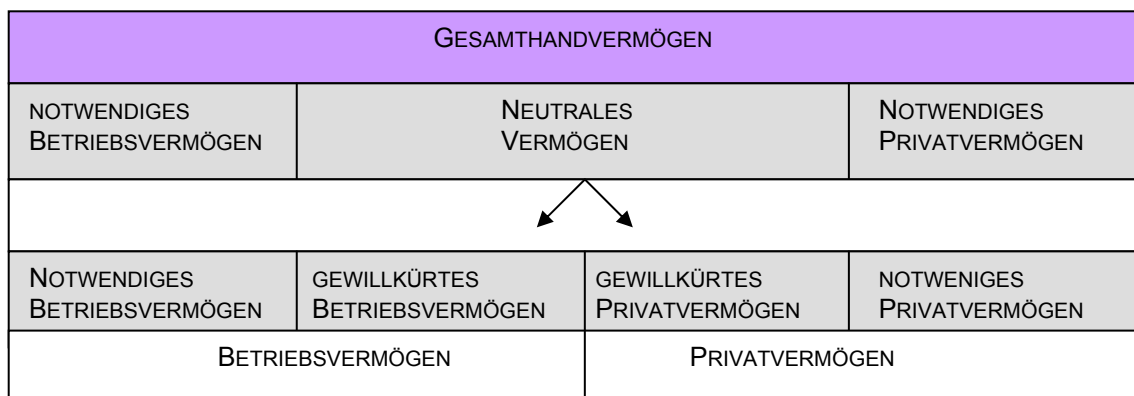 GESAMTHANDVERMÖGEN
NOTWENDIGES
BETRIEBSVERMÖGEN
NEUTRALES
VERMÖGEN
NOTWENDIGES
PRIVATVERMÖGEN
NOTWENDIGES
BETRIEBSVERMÖGEN
GEWILLKÜRTES
BETRIEBSVERMÖGEN
GEWILLKÜRTES
PRIVATVERMÖGEN
NOTWENIGES
PRIVATVERMÖGEN
BETRIEBSVERMÖGEN
PRIVATVERMÖGEN